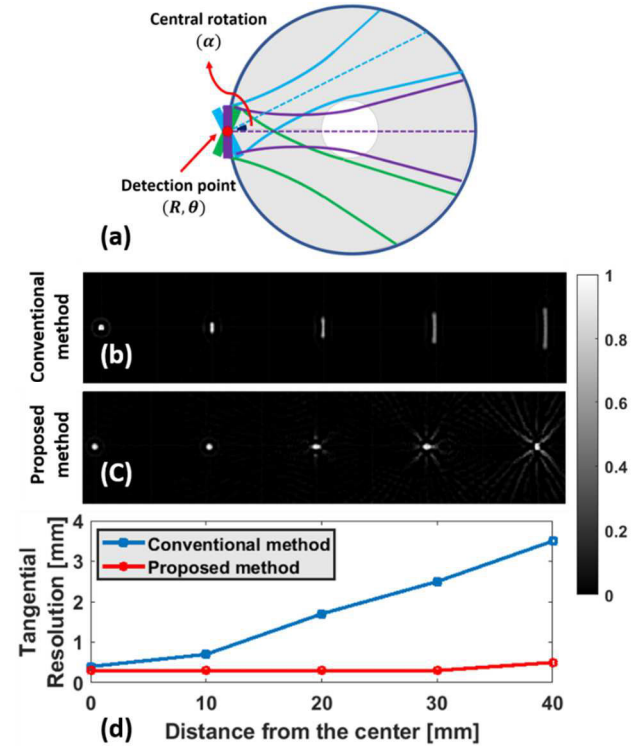 Central rotation
(α)
Detection point
(R, θ)
(a)
Conventional
method
(b)
Proposed
method
(C)
1
0.8
0.6
0.4
0.2
0
Tangential
Resolution [mm]
4
3
2
1
0
Conventional method
Proposed method
0 10 20 30 40
(d)
Distance from the center [mm]